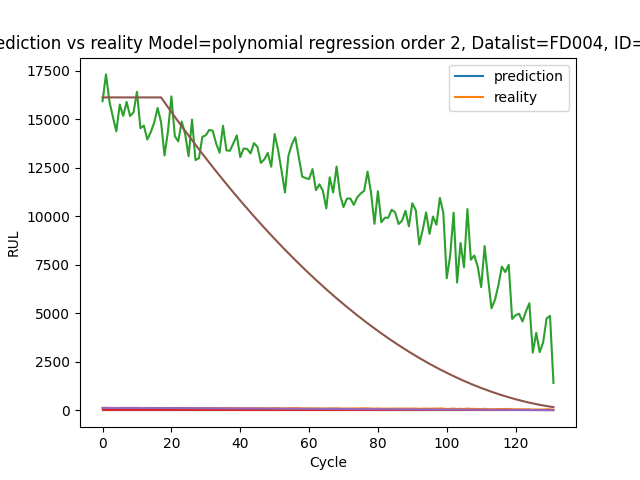 ediction vs reality Model=polynomial regression order 2, Datalist=FD004, ID=
prediction
reality
17500
15000
12500
10000
7500
5000
2500
0
RUL
0 20 40 60 80 100 120
Cycle